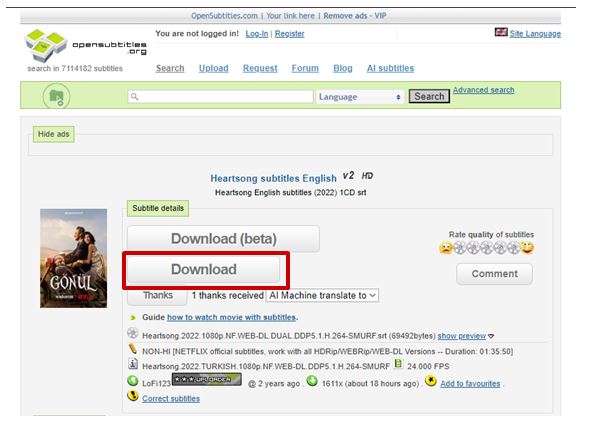 OpenSubtitles.com | Your link here | Remove ads - VIP
You are not logged in! Log-In | Register
Site Language
opensubtitles
.org
search in 7114182 subtitles
Search Upload Request Forum Blog AI subtitles
Language Search Advanced search
Hide ads
Heartsong subtitles English v2 HD
Heartsong English subtitles (2022) 1CD srt
Subtitle details
GÖNÜL
NETFLIX
Download (beta)
Rate quality of subtitles
Download
Comment
Thanks 1 thanks received AI Machine translate to
Guide how to watch movie with subtitles.
Heartsong.2022.1080p.NF.WEB-DL.DUAL.DDP5.1.H.264-SMURF.srt (69492bytes) show preview
NON-HI [NETFLIX official subtitles, work with all HDRip/WEBRip/WEB-DL Versions -- Duration: 01:35:50]
Heartsong.2022.TURKISH.1080p.NF.WEB-DL.DDP5.1.H.264-SMURF 24.000 FPS
LoFi123 UPLOADER @ 2 years ago . 1611x (about 18 hours ago) . Add to favourites .
Correct subtitles